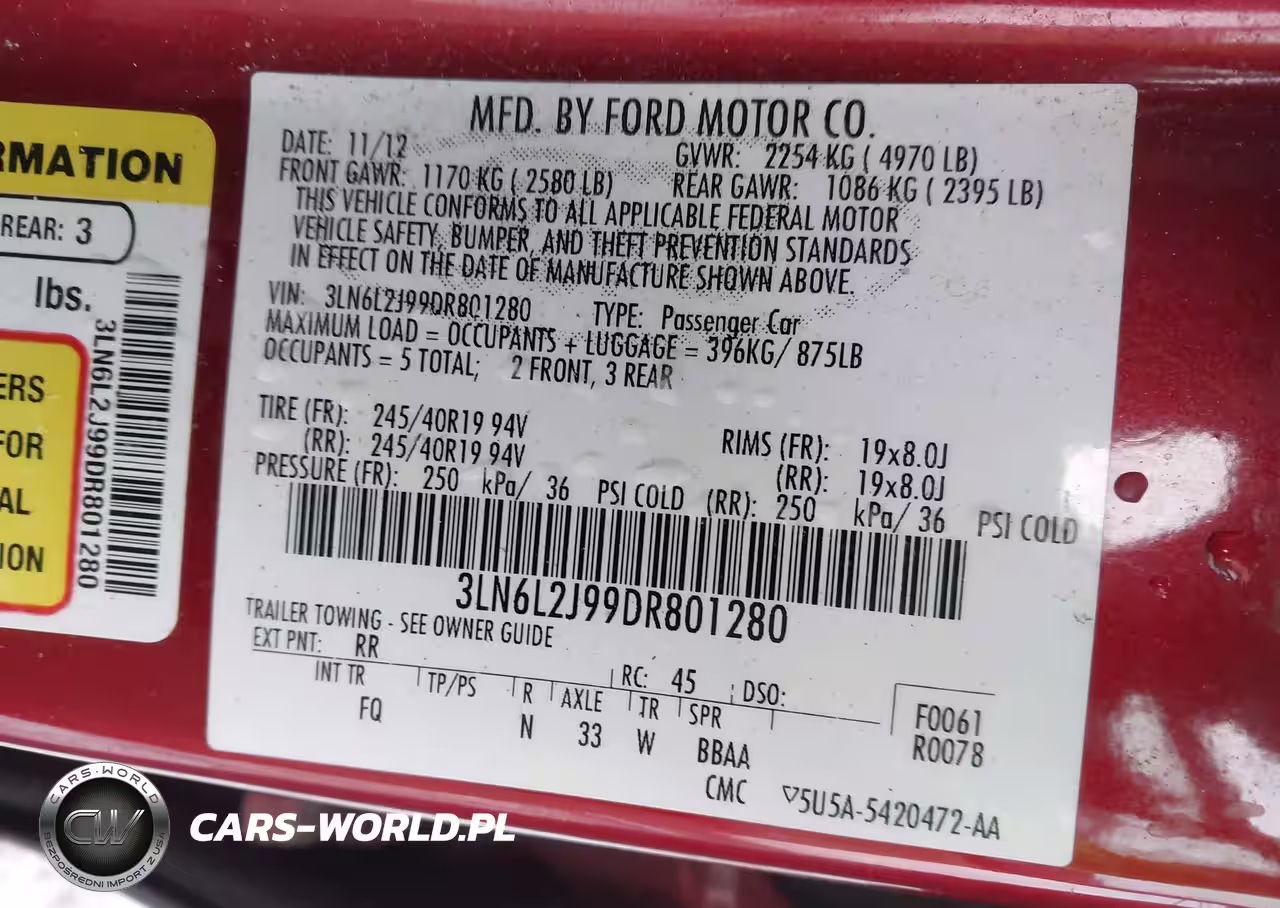 RMATION
REAR: 3
lbs.
ERS
FOR
AL
ION
3LN6L2J99DR801280
MFD. BY FORD MOTOR CO.
DATE: 11/12 GVWR: 2254 KG ( 4970 LB)
FRONT GAWR: 1170 KG ( 2580 LB) REAR GAWR: 1086 KG ( 2395 LB)
THIS VEHICLE CONFORMS TO ALL APPLICABLE FEDERAL MOTOR
VEHICLE SAFETY, BUMPER, AND THEFT PREVENTION STANDARDS
IN EFFECT ON THE DATE OF MANUFACTURE SHOWN ABOVE.
VIN: 3LN6L2J99DR801280 TYPE: Passenger Car
MAXIMUM LOAD = OCCUPANTS + LUGGAGE = 396KG/ 875LB
OCCUPANTS = 5 TOTAL; 2 FRONT, 3 REAR
TIRE (FR): 245/40R19 94V RIMS (FR): 19x8.0J
(RR): 245/40R19 94V (RR): 19x8.0J
PRESSURE (FR): 250 kPa/ 36 PSI COLD (RR): 250 kPa/ 36 PSI COLD
3LN6L2J99DR801280
TRAILER TOWING - SEE OWNER GUIDE
EXT PNT: RR RC: 45 DSO:
INT TR TP/PS R AXLE TR SPR F0061
FQ N 33 W BBAA R0078
CMC 5U5A-5420472-AA
CARS-WORLD
CW
BEZPOŚREDNI IMPORT Z USA
CARS-WORLD.PL